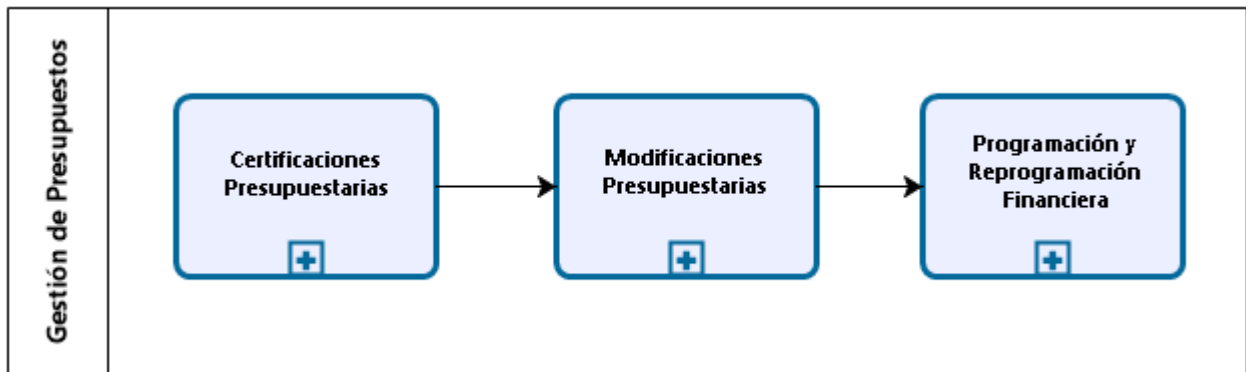 Gestión de Presupuestos
Certificaciones
Presupuestarias
Modificaciones
Presupuestarias
Programación y
Reprogramación
Financiera